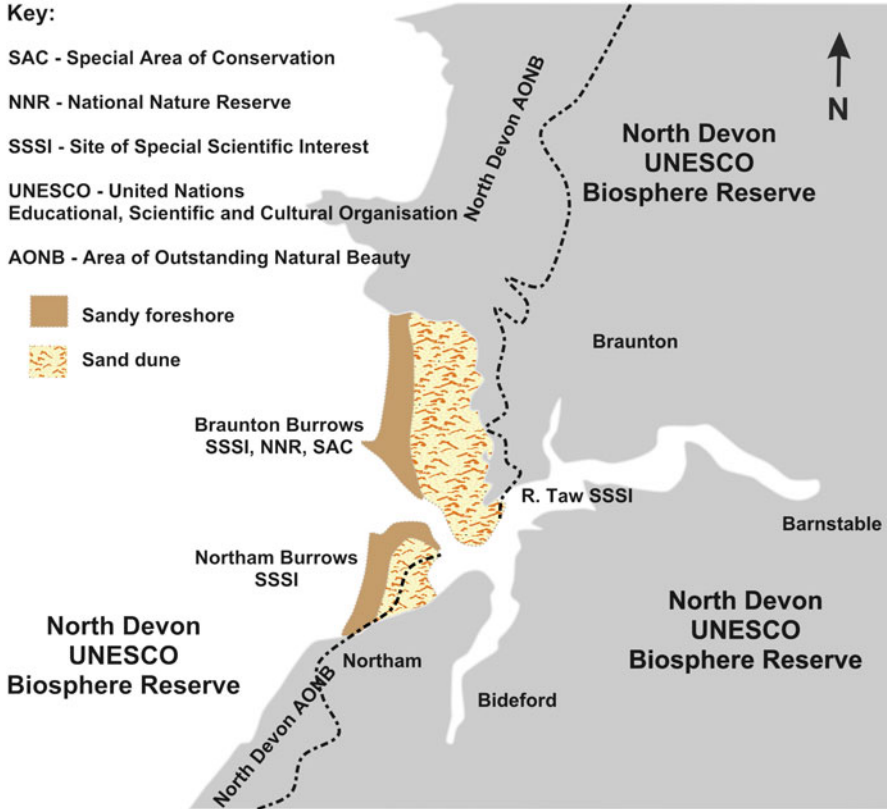 Key:
SAC - Special Area of Conservation
NNR - National Nature Reserve
SSSI - Site of Special Scientific Interest
UNESCO - United Nations
Educational, Scientific and Cultural Organisation
AONB - Area of Outstanding Natural Beauty
Sandy foreshore
Sand dune
North Devon AONB
N
North Devon
UNESCO
Biosphere Reserve
Braunton
Braunton Burrows
SSSI, NNR, SAC
R. Taw SSSI
Barnstable
Northam Burrows
SSSI
North Devon
UNESCO
Biosphere Reserve
North Devon
UNESCO
Biosphere Reserve
Northam
Bideford
North Devon AONB